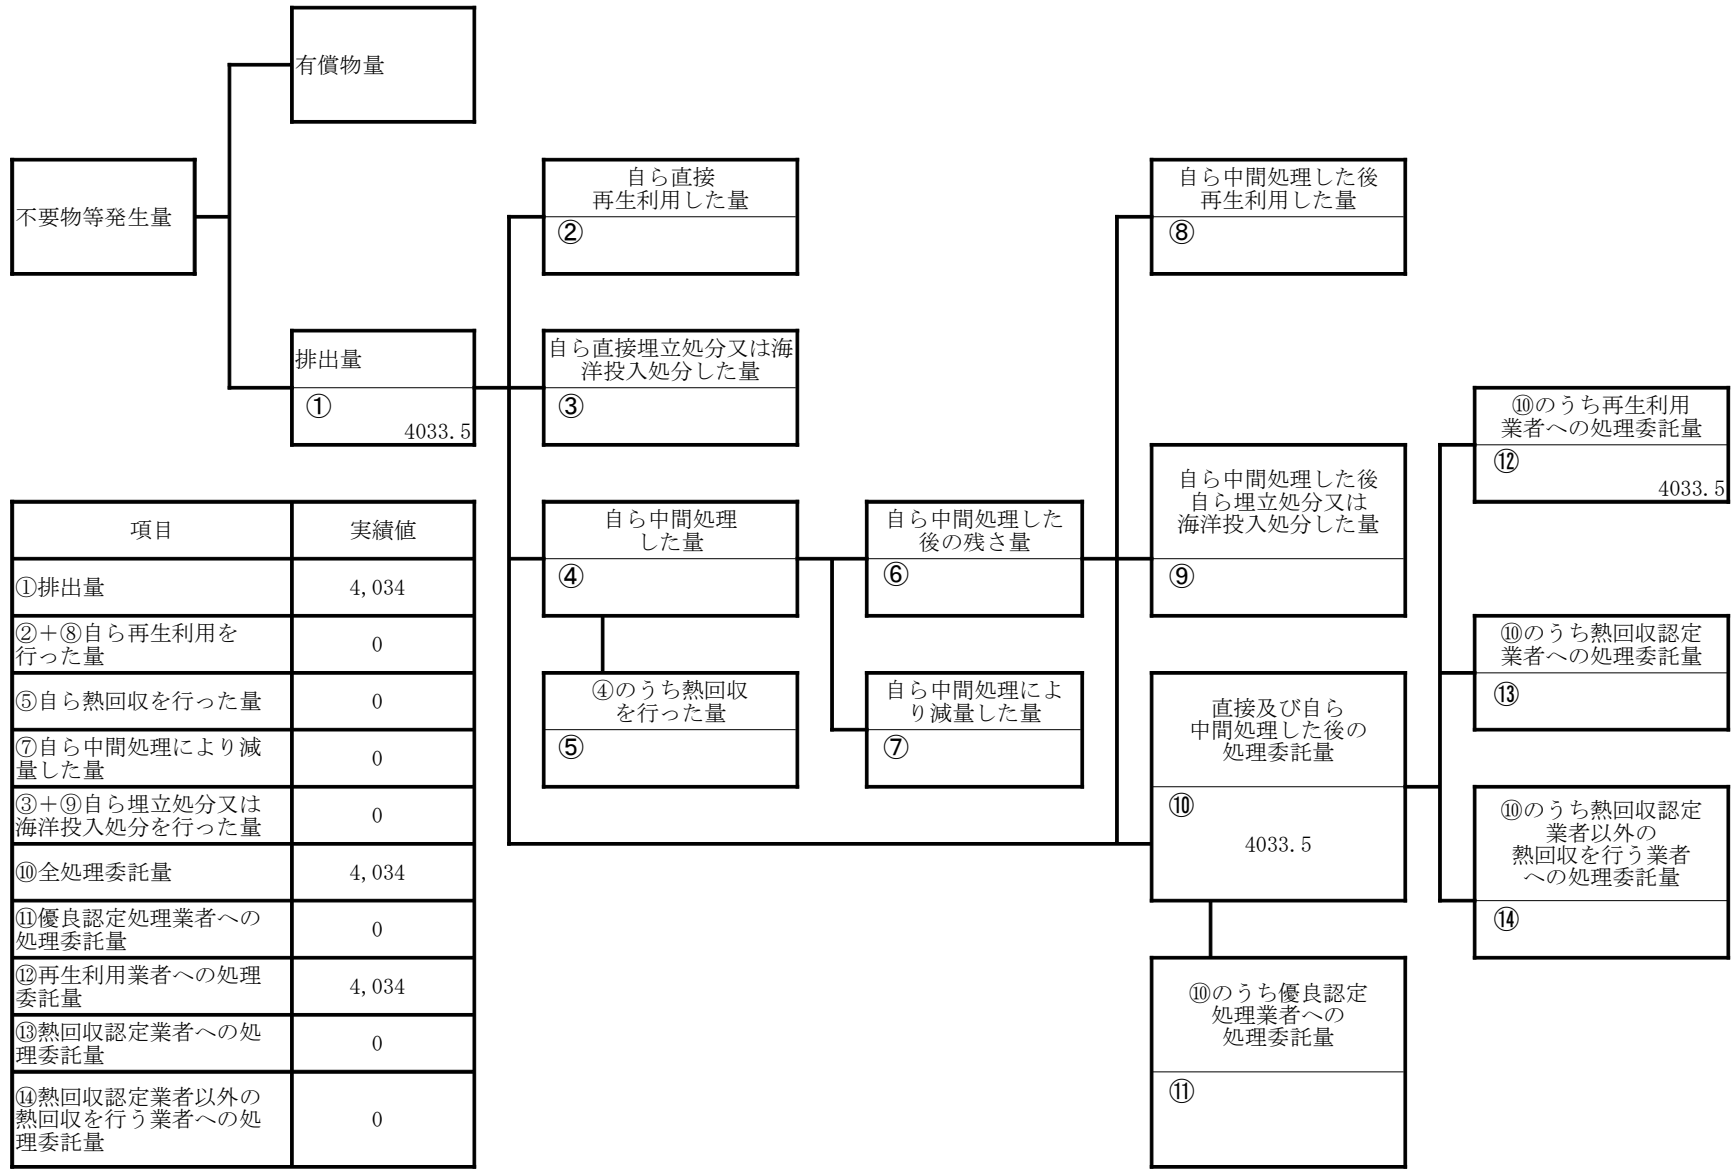 有償物量
不要物等発生量
排出量
①
4033.5
自ら直接
再生利用した量
②
自ら直接埋立処分又は海
洋投入処分した量
③
自ら中間処理
した量
④
④のうち熱回収
を行った量
⑤
自ら中間処理した
後の残さ量
⑥
自ら中間処理によ
り減量した量
⑦
自ら中間処理した後
再生利用した量
⑧
自ら中間処理した後
自ら埋立処分又は
海洋投入処分した量
⑨
直接及び自ら
中間処理した後の
処理委託量
⑩
4033.5
⑩のうち優良認定
処理業者への
処理委託量
⑪
⑩のうち再生利用
業者への処理委託量
⑫
4033.5
⑩のうち熱回収認定
業者への処理委託量
⑬
⑩のうち熱回収認定
業者以外の
熱回収を行う業者
への処理委託量
⑭
項目 実績値
①排出量 4,034
②＋⑧自ら再生利用を
行った量 0
⑤自ら熱回収を行った量 0
⑦自ら中間処理により減
量した量 0
③＋⑨自ら埋立処分又は
海洋投入処分を行った量 0
⑩全処理委託量 4,034
⑪優良認定処理業者への
処理委託量 0
⑫再生利用業者への処理
委託量 4,034
⑬熱回収認定業者への処
理委託量 0
⑭熱回収認定業者以外の
熱回収を行う業者への処
理委託量 0